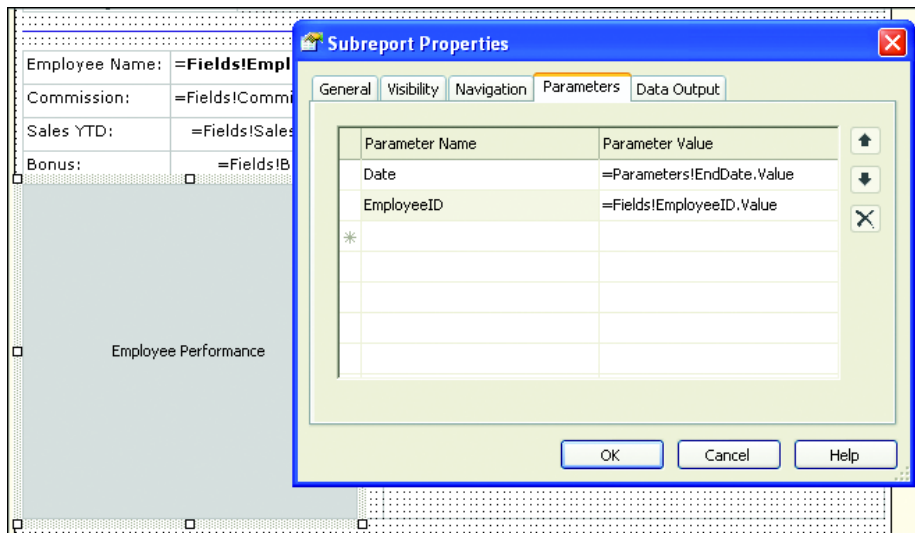 Employee Name: =Fields!Empl
Commission: =Fields!Commi
Sales YTD: =Fields!Sales
Bonus: =Fields!B
Employee Performance
Subreport Properties
General Visibility Navigation Parameters Data Output
Parameter Name Parameter Value
Date =Parameters!EndDate.Value
EmployeeID =Fields!EmployeeID.Value
OK Cancel Help